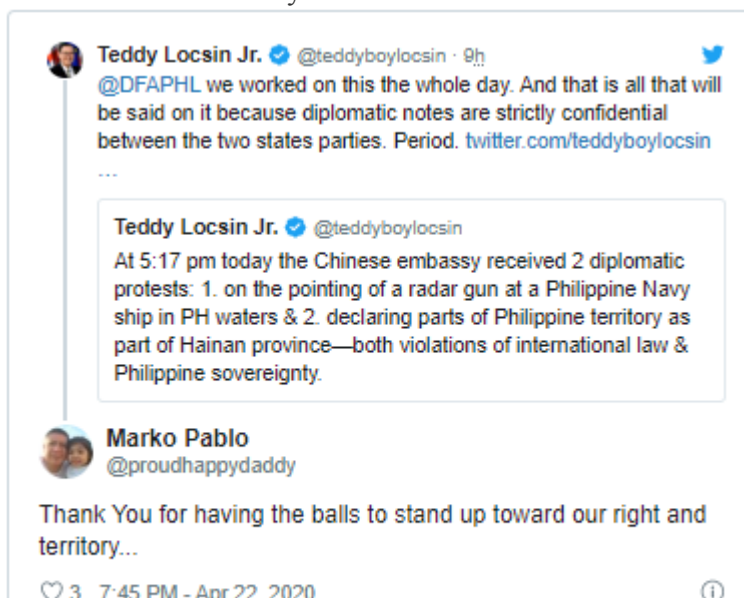 Teddy Locsin Jr. @teddyboylocsin · 9h
@DFAPHL we worked on this the whole day. And that is all that will
be said on it because diplomatic notes are strictly confidential
between the two states parties. Period. twitter.com/teddyboylocsin
...
Teddy Locsin Jr. @teddyboylocsin
At 5:17 pm today the Chinese embassy received 2 diplomatic
protests: 1. on the pointing of a radar gun at a Philippine Navy
ship in PH waters & 2. declaring parts of Philippine territory as
part of Hainan province—both violations of international law &
Philippine sovereignty.
Marko Pablo
@proudhappydaddy
Thank You for having the balls to stand up toward our right and
territory...
3 7:45 PM - Apr 22, 2020